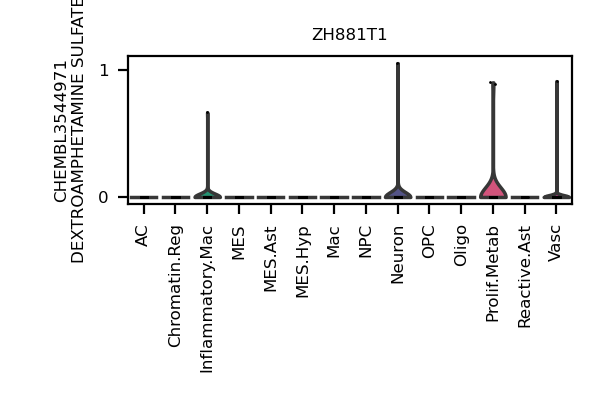 ZH881T1
CHEMBL3544971
DEXTROAMPHETAMINE SULFATE
1
0
AC
Chromatin.Reg
Inflammatory.Mac
MES
MES.Ast
MES.Hyp
Mac
NPC
Neuron
OPC
Oligo
Prolif.Metab
Reactive.Ast
Vasc